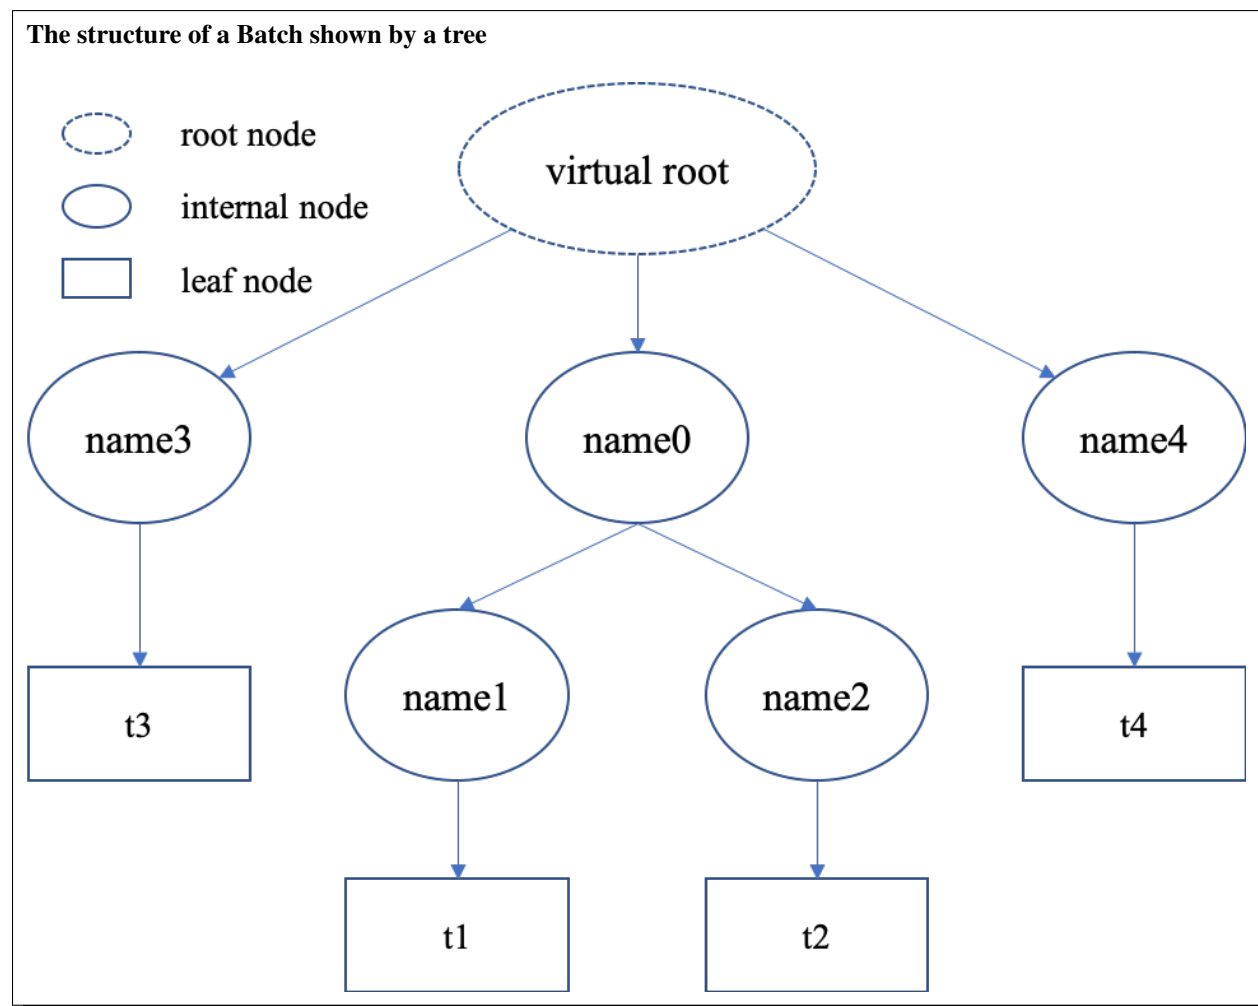 The structure of a Batch shown by a tree
root node
virtual root
internal node
leaf node
name3
name0
name4
name1
name2
t3
t4
t1
t2